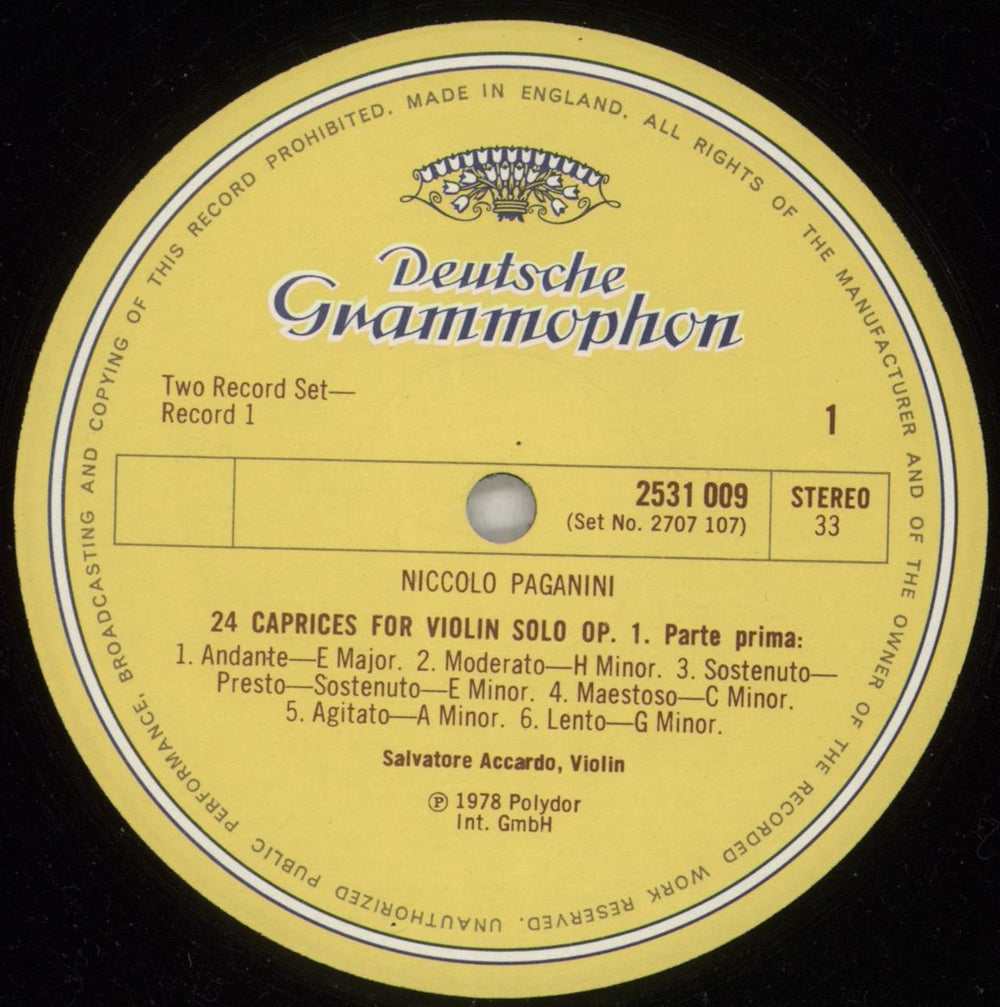 MADE IN ENGLAND. ALL RIGHTS OF THE MANUFACTURER AND OF THE OWNER OF THE RECORDED WORK RESERVED. UNAUTHORIZED PUBLIC PERFORMANCE, BROADCASTING AND COPYING OF THIS RECORD PROHIBITED.
Deutsche
Grammophon
Two Record Set—
Record 1
1
2531 009
(Set No. 2707 107)
STEREO
33
NICCOLO PAGANINI
24 CAPRICES FOR VIOLIN SOLO OP. 1. Parte prima:
1. Andante—E Major. 2. Moderato—H Minor. 3. Sostenuto—
Presto—Sostenuto—E Minor. 4. Maestoso—C Minor.
5. Agitato—A Minor. 6. Lento—G Minor.
Salvatore Accardo, Violin
℗ 1978 Polydor
Int. GmbH